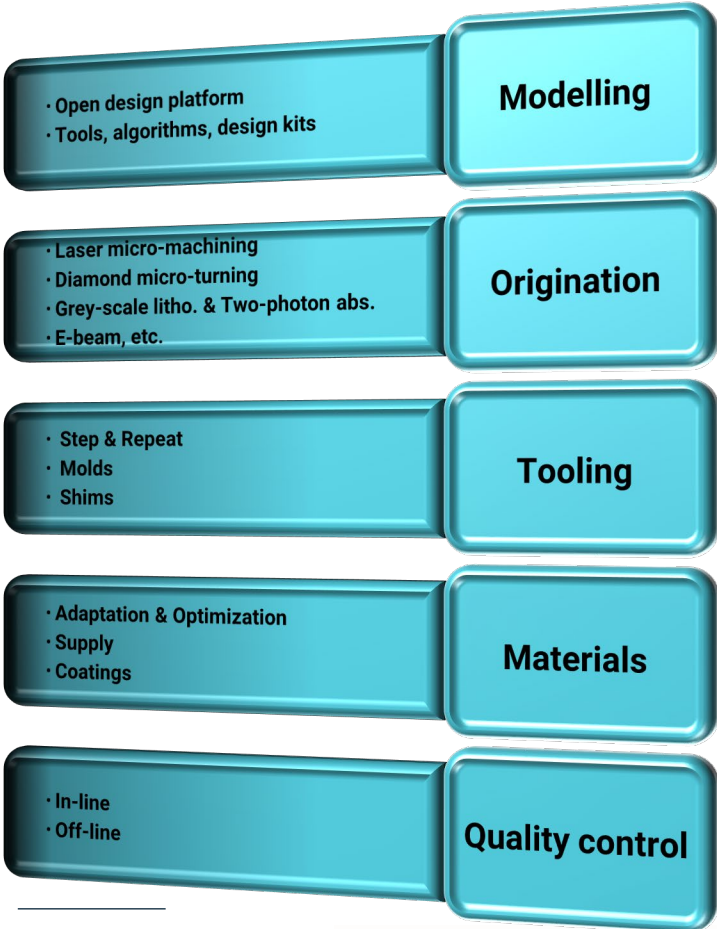 · Open design platform
· Tools, algorithms, design kits
Modelling
· Laser micro-machining
· Diamond micro-turning
· Grey-scale litho. & Two-photon abs.
· E-beam, etc.
Origination
· Step & Repeat
· Molds
· Shims
Tooling
· Adaptation & Optimization
· Supply
· Coatings
Materials
· In-line
· Off-line
Quality control